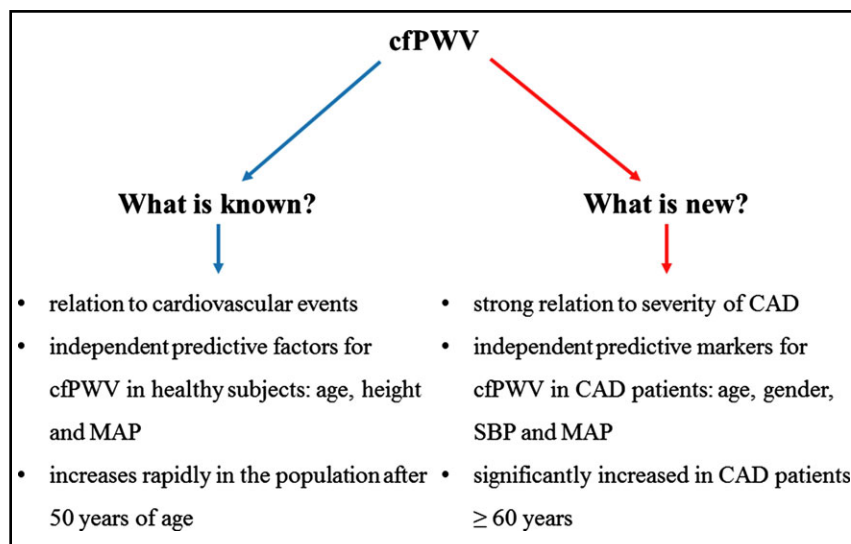 cfPWV
What is known?
• relation to cardiovascular events
• independent predictive factors for
cfPWV in healthy subjects: age, height
and MAP
• increases rapidly in the population after
50 years of age
What is new?
• strong relation to severity of CAD
• independent predictive markers for
cfPWV in CAD patients: age, gender,
SBP and MAP
• significantly increased in CAD patients
≥ 60 years